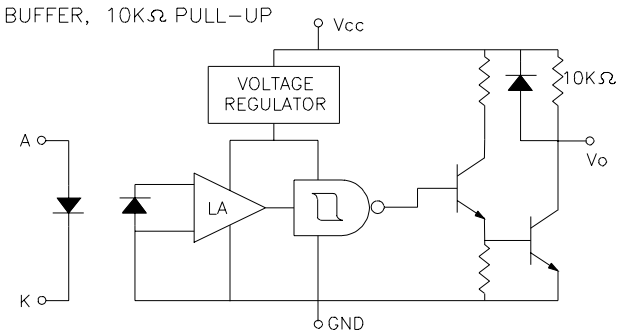 BUFFER, 10KΩ PULL-UP
Vcc
VOLTAGE
REGULATOR
10KΩ
A
Vo
LA
K
GND